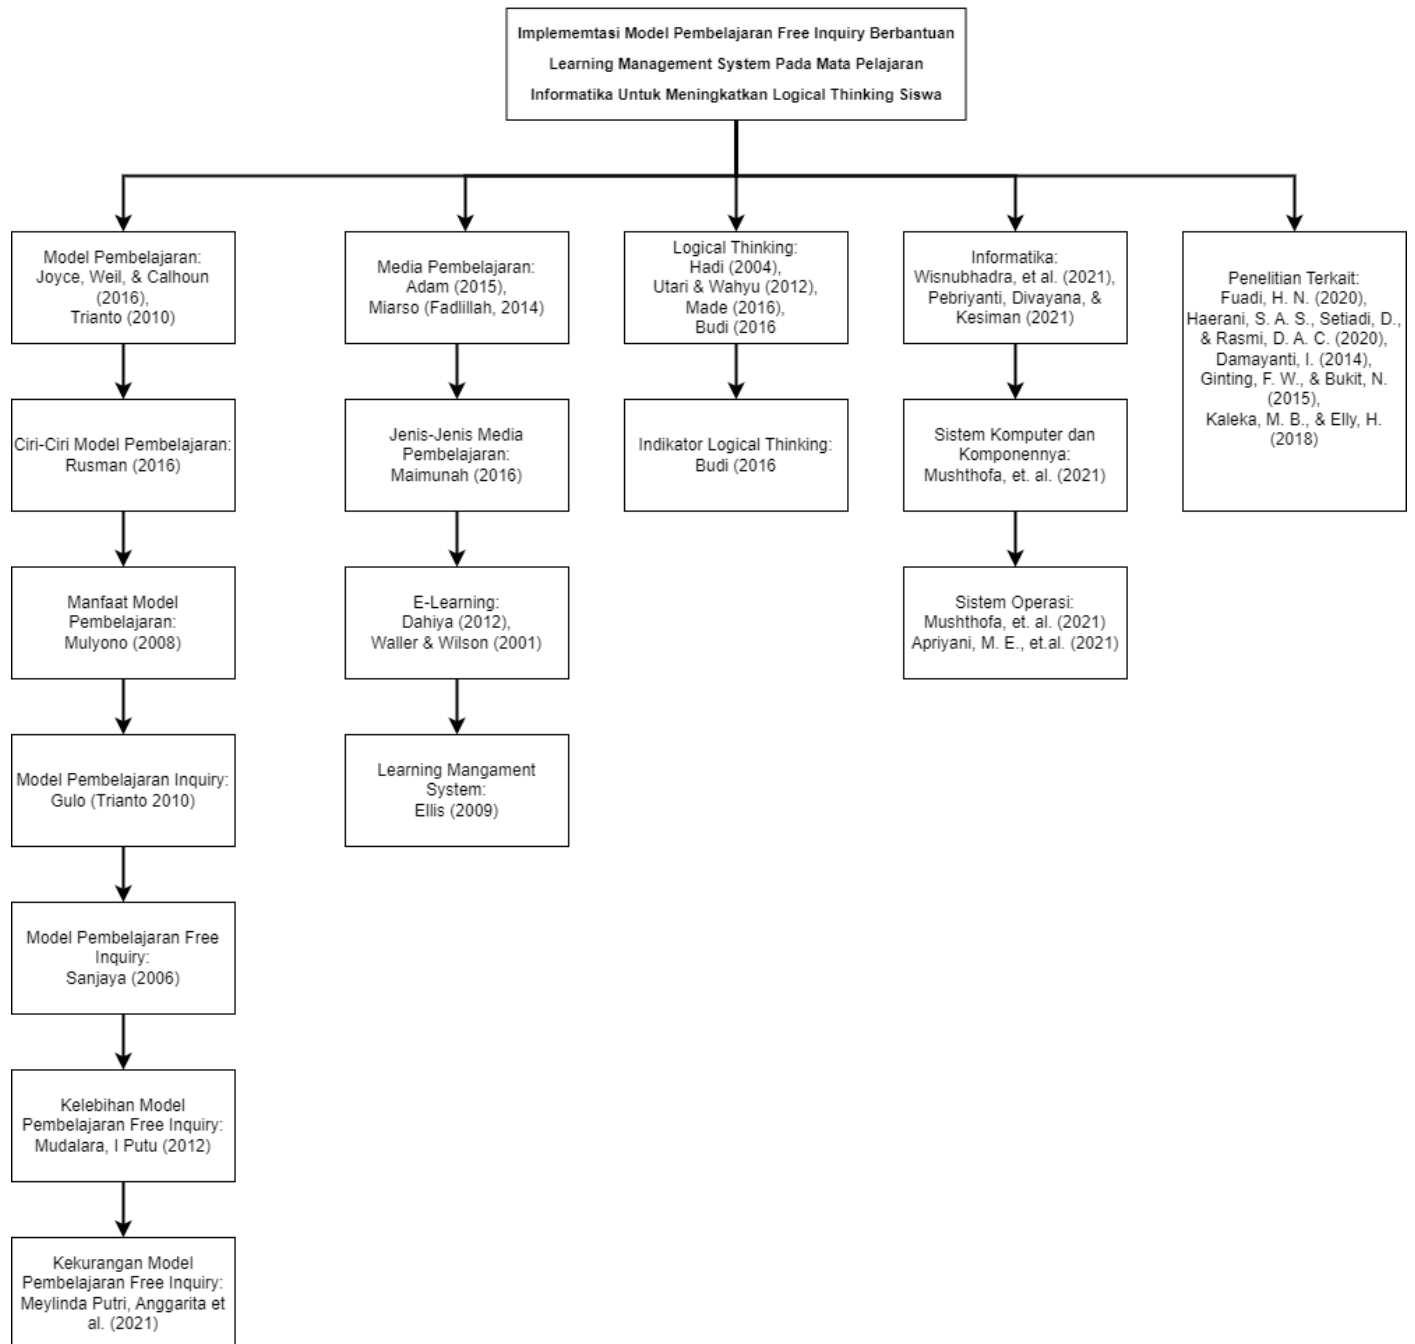 Implememtasi Model Pembelajaran Free Inquiry Berbantuan
Learning Management System Pada Mata Pelajaran
Informatika Untuk Meningkatkan Logical Thinking Siswa
Model Pembelajaran:
Joyce, Weil, & Calhoun
(2016),
Trianto (2010)
Ciri-Ciri Model Pembelajaran:
Rusman (2016)
Manfaat Model
Pembelajaran:
Mulyono (2008)
Model Pembelajaran Inquiry:
Gulo (Trianto 2010)
Model Pembelajaran Free
Inquiry:
Sanjaya (2006)
Kelebihan Model
Pembelajaran Free Inquiry:
Mudalara, I Putu (2012)
Kekurangan Model
Pembelajaran Free Inquiry:
Meylinda Putri, Anggarita et
al. (2021)
Media Pembelajaran:
Adam (2015),
Miarso (Fadlillah, 2014)
Jenis-Jenis Media
Pembelajaran:
Maimunah (2016)
E-Learning:
Dahiya (2012),
Waller & Wilson (2001)
Learning Mangament
System:
Ellis (2009)
Logical Thinking:
Hadi (2004),
Utari & Wahyu (2012),
Made (2016),
Budi (2016
Indikator Logical Thinking:
Budi (2016
Informatika:
Wisnubhadra, et al. (2021),
Pebriyanti, Divayana, &
Kesiman (2021)
Sistem Komputer dan
Komponennya:
Mushthofa, et. al. (2021)
Sistem Operasi:
Mushthofa, et. al. (2021)
Apriyani, M. E., et.al. (2021)
Penelitian Terkait:
Fuadi, H. N. (2020),
Haerani, S. A. S., Setiadi, D.,
& Rasmi, D. A. C. (2020),
Damayanti, I. (2014),
Ginting, F. W., & Bukit, N.
(2015),
Kaleka, M. B., & Elly, H.
(2018)